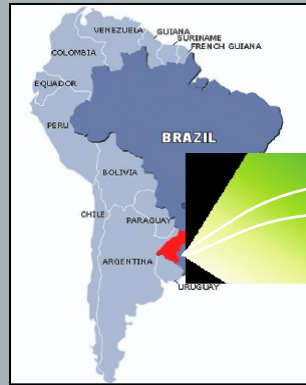 VENEZUELA
GUIANA
SURINAME
FRENCH GUIANA
COLOMBIA
EQUADOR
PERU
BRAZIL
BOLIVIA
CHILE
PARAGUAY
S
ARGENTINA
URUGUAY